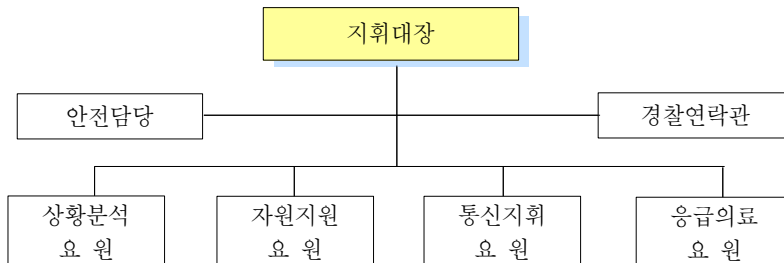 지휘대장
안전담당
경찰연락관
상황분석
요 원
자원지원
요 원
통신지휘
요 원
응급의료
요 원